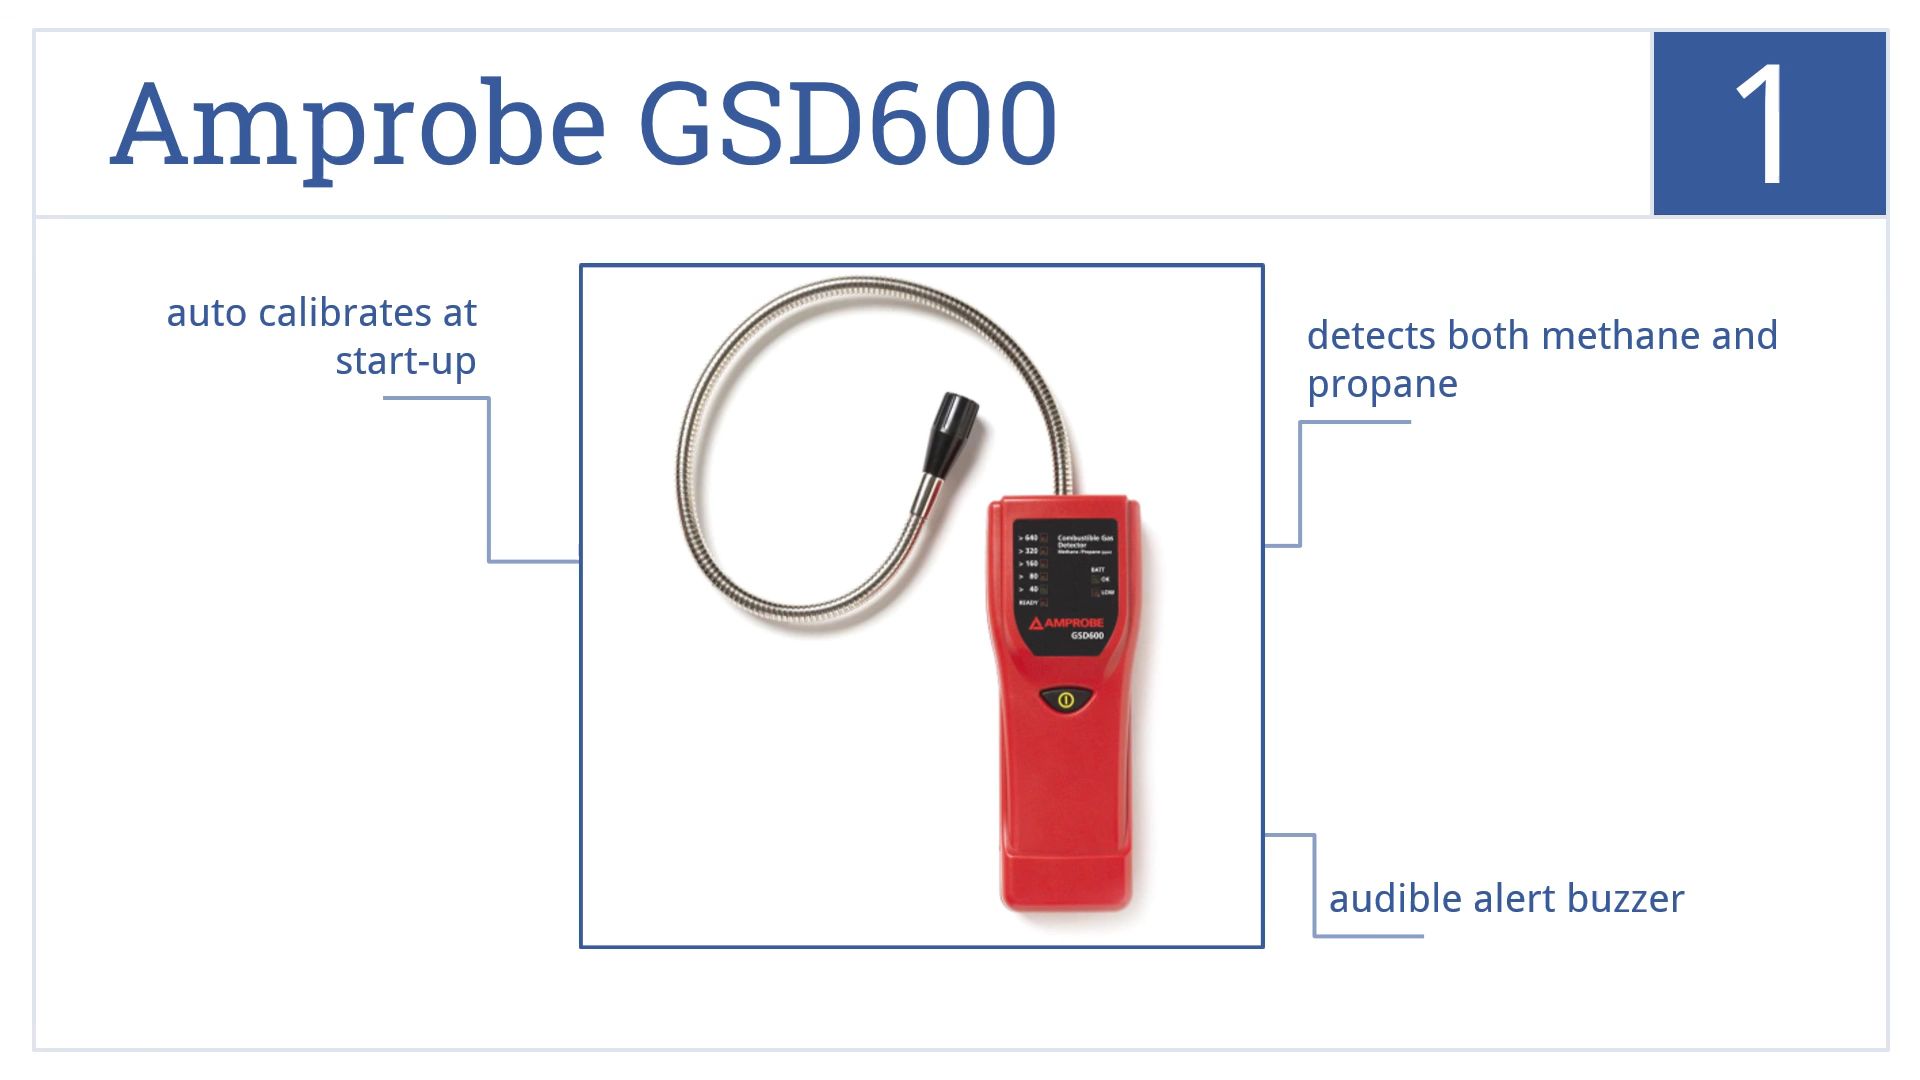 Amprobe GSD600
1
auto calibrates at
start-up
detects both methane and
propane
> 640
> 320
> 160
> 80
> 40
READY
Combustible Gas
Detector
Methane/Propane (ppm)
BATT
OK
LOW
AMPROBE
GSD600
audible alert buzzer